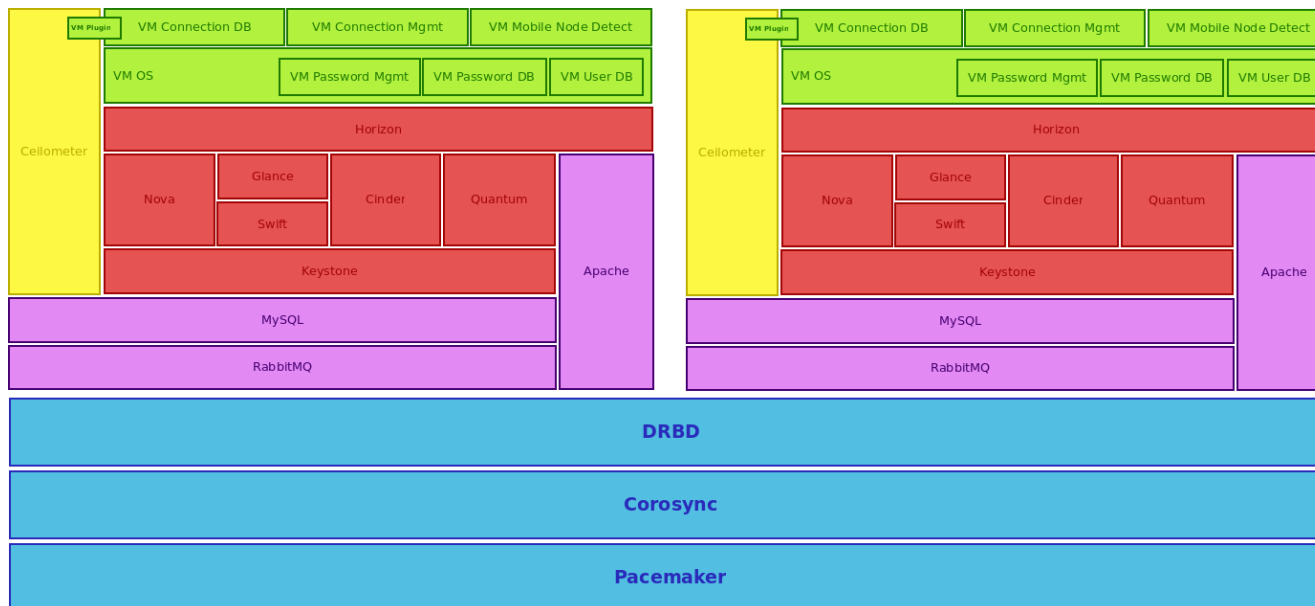 VM Plugin
VM Connection DB
VM Connection Mgmt
VM Mobile Node Detect
VM OS
VM Password Mgmt
VM Password DB
VM User DB
Ceilometer
Horizon
Nova
Glance
Swift
Cinder
Quantum
Keystone
Apache
MySQL
RabbitMQ
VM Plugin
VM Connection DB
VM Connection Mgmt
VM Mobile Node Detect
VM OS
VM Password Mgmt
VM Password DB
VM User DB
Ceilometer
Horizon
Nova
Glance
Swift
Cinder
Quantum
Keystone
Apache
MySQL
RabbitMQ
DRBD
Corosync
Pacemaker